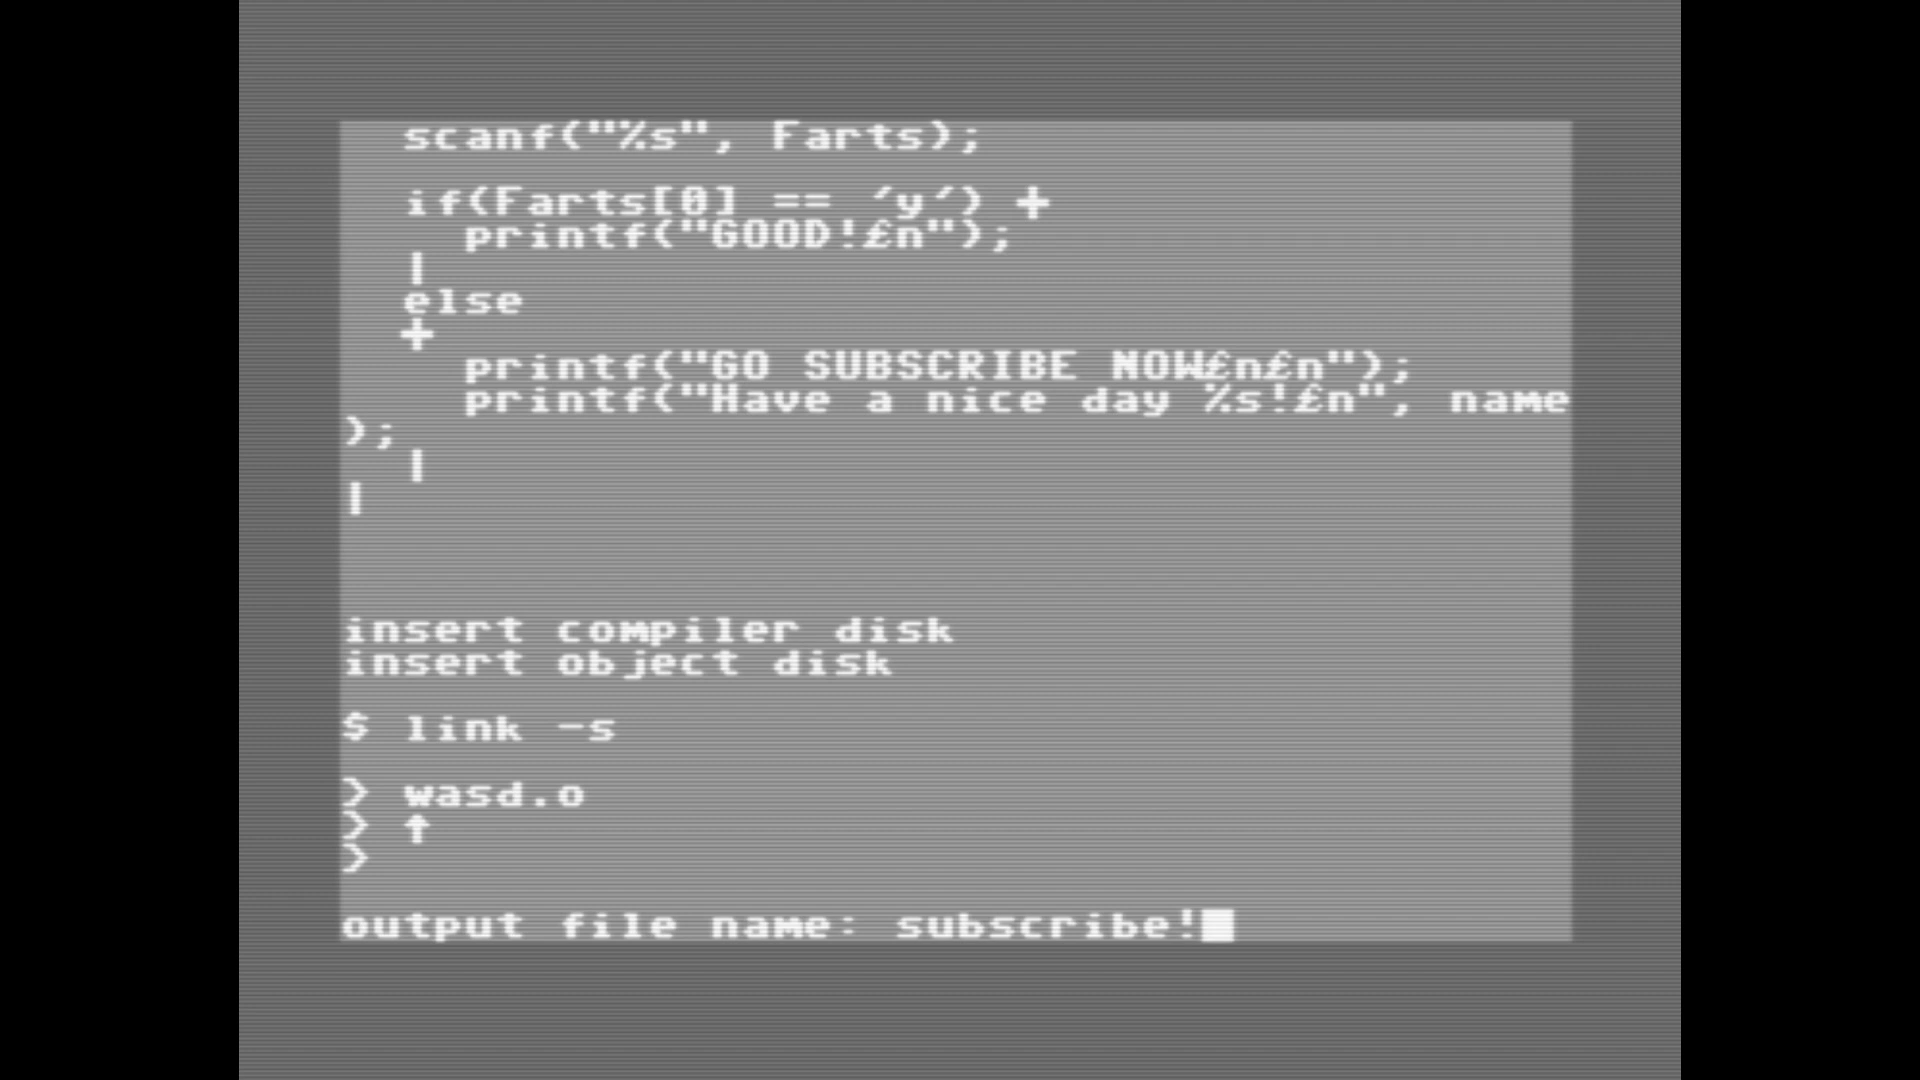 scanf("%s", Farts);
if(Farts[0] == ´y´) +
printf("GOOD!£n");
|
else
+
printf("GO SUBSCRIBE NOW£n£n");
printf("Have a nice day %s!£n", name
);
|
|
insert compiler disk
insert object disk
$ link -s
> wasd.o
> ↑
>
output file name: subscribe!